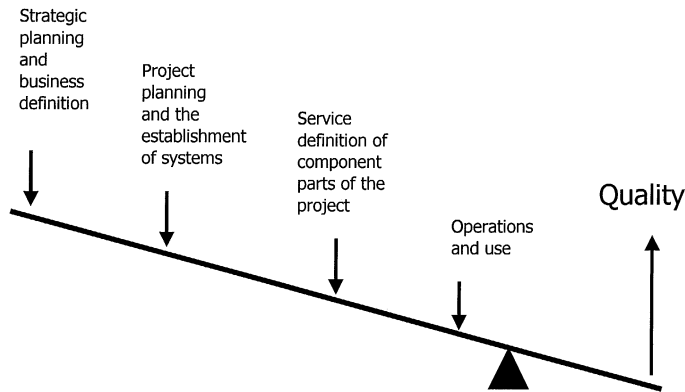 Strategic
planning
and
business
definition
Project
planning
and the
establishment
of systems
Service
definition of
component
parts of the
project
Operations
and use
Quality